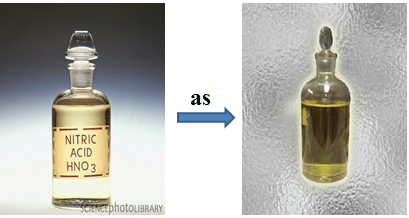 NITRIC
ACID
HNO3
SCIENCEphotoLIBRARY
as